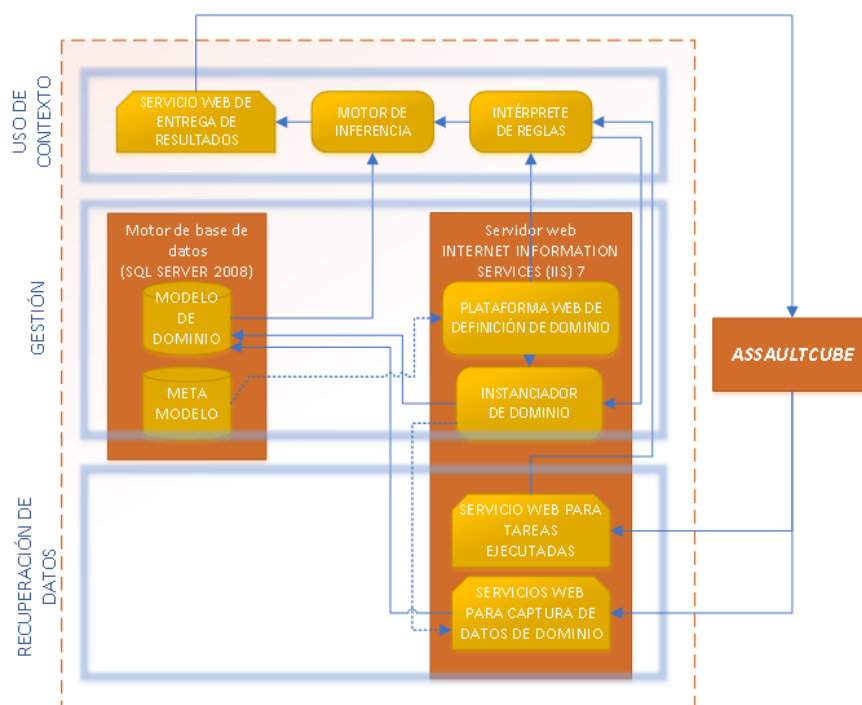 USO DE
CONTEXTO
SERVICIO WEB DE
ENTREGA DE
RESULTADOS
MOTOR DE
INFERENCIA
INTÉRPRETE
DE REGLAS
GESTIÓN
Motor de base de
datos
(SQL SERVER 2008)
MODELO
DE
DOMINIO
META
MODELO
Servidor web
INTERNET INFORMATION
SERVICES (IIS) 7
PLATAFORMA WEB DE
DEFINICIÓN DE DOMINIO
INSTANCIADOR
DE DOMINIO
ASSAULTCUBE
RECUPERACIÓN DE
DATOS
SERVICIO WEB PARA
TAREAS
EJECUTADAS
SERVICIOS WEB
PARA CAPTURA DE
DATOS DE DOMINIO